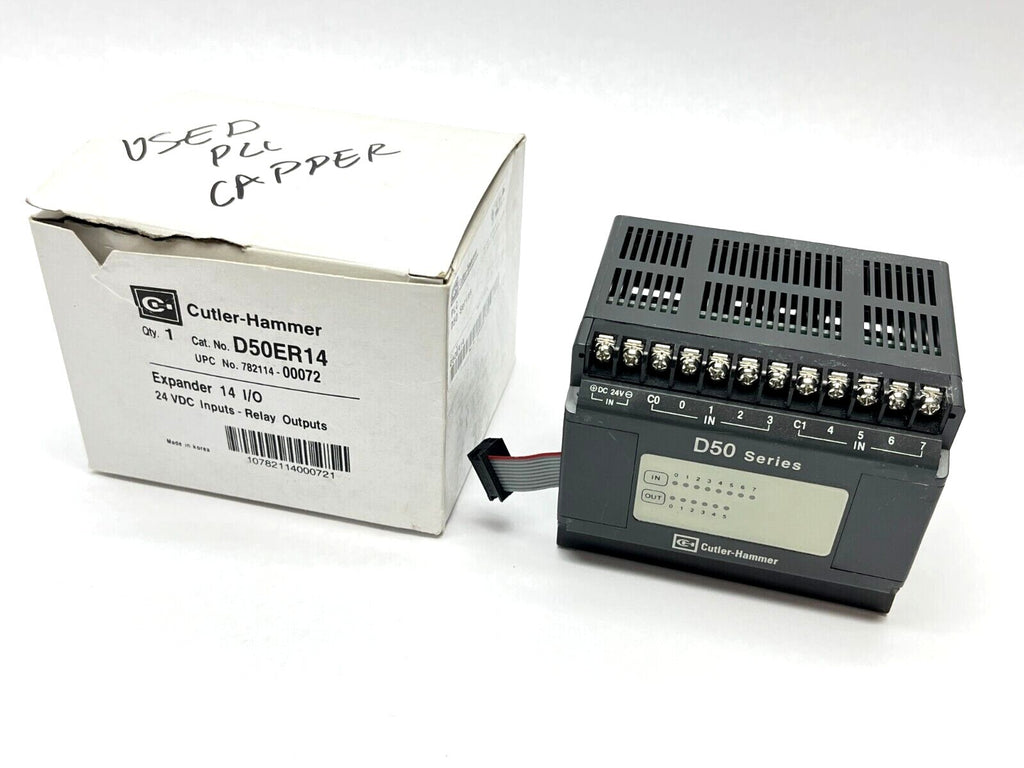 USED
PLC
CAPPER
Cutler-Hammer
Qty. 1 Cat. No. D50ER14
UPC No. 782114-00072
Expander 14 I/O
24 VDC Inputs - Relay Outputs
Made in korea
10782114000721
DC 24V
IN
C0 0 1 2 3
IN
C1 4 5 6 7
IN
D50 Series
IN 0 1 2 3 4 5 6 7
OUT
0 1 2 3 4 5
Cutler-Hammer